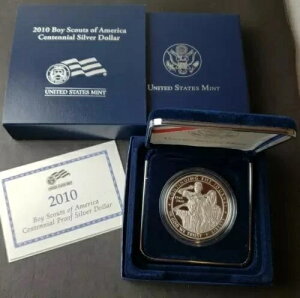 2010 Boy Scouts of America
Centennial Silver Dollar
UNITED STATES MINT
UNITED STATES MINT
2010
Boy Scouts of America
Centennial Proof Silver Dollar